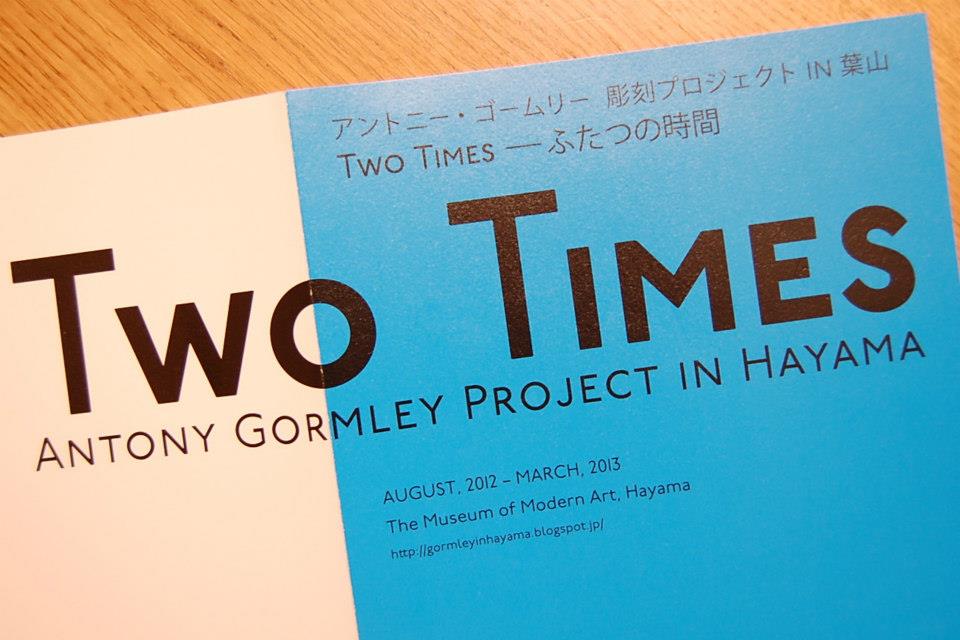 アントニー・ゴームリー 彫刻プロジェクト IN 葉山
TWO TIMES — ふたつの時間
TWO TIMES
ANTONY GORMLEY PROJECT IN HAYAMA
AUGUST, 2012 – MARCH, 2013
The Museum of Modern Art, Hayama
http://gormleyinhayama.blogspot.jp/